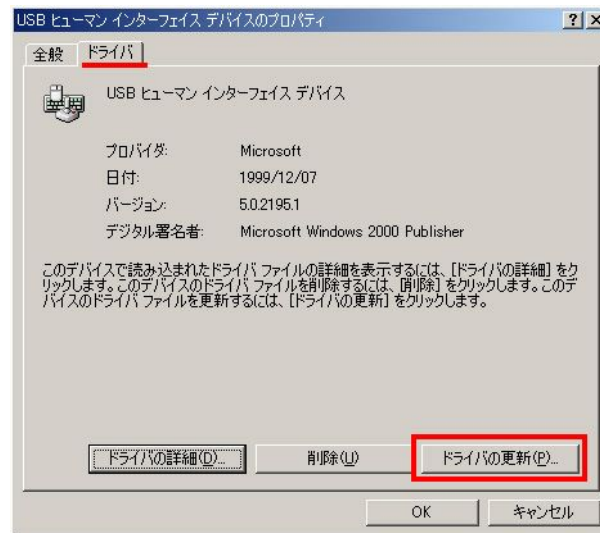 USB ヒューマン インターフェイス デバイスのプロパティ
全般 ドライバ
USB ヒューマン インターフェイス デバイス
プロバイダ: Microsoft
日付: 1999/12/07
バージョン: 5.0.2195.1
デジタル署名者: Microsoft Windows 2000 Publisher
このデバイスで読み込まれたドライバ ファイルの詳細を表示するには、[ドライバの詳細] をク
リックします。このデバイスのドライバ ファイルを削除するには、[削除] をクリックします。このデ
バイスのドライバ ファイルを更新するには、[ドライバの更新] をクリックします。
ドライバの詳細(D)... 削除(U) ドライバの更新(P)...
OK キャンセル